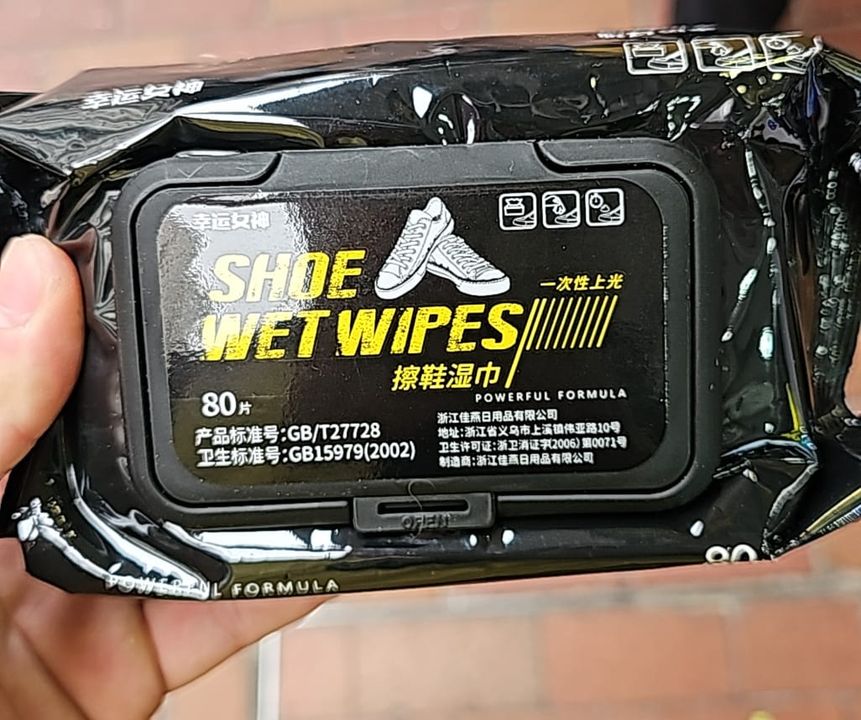 幸运女神
幸运女神
SHOE
WET WIPES
一次性上光
擦鞋湿巾
POWERFUL FORMULA
80片
产品标准号:GB/T27728
卫生标准号:GB15979(2002)
浙江佳燕日用品有限公司
地址:浙江省义乌市上溪镇伟亚路10号
卫生许可证:浙卫消证字(2006)第0071号
制造商:浙江佳燕日用品有限公司
OPEN
POWERFUL FORMULA
80